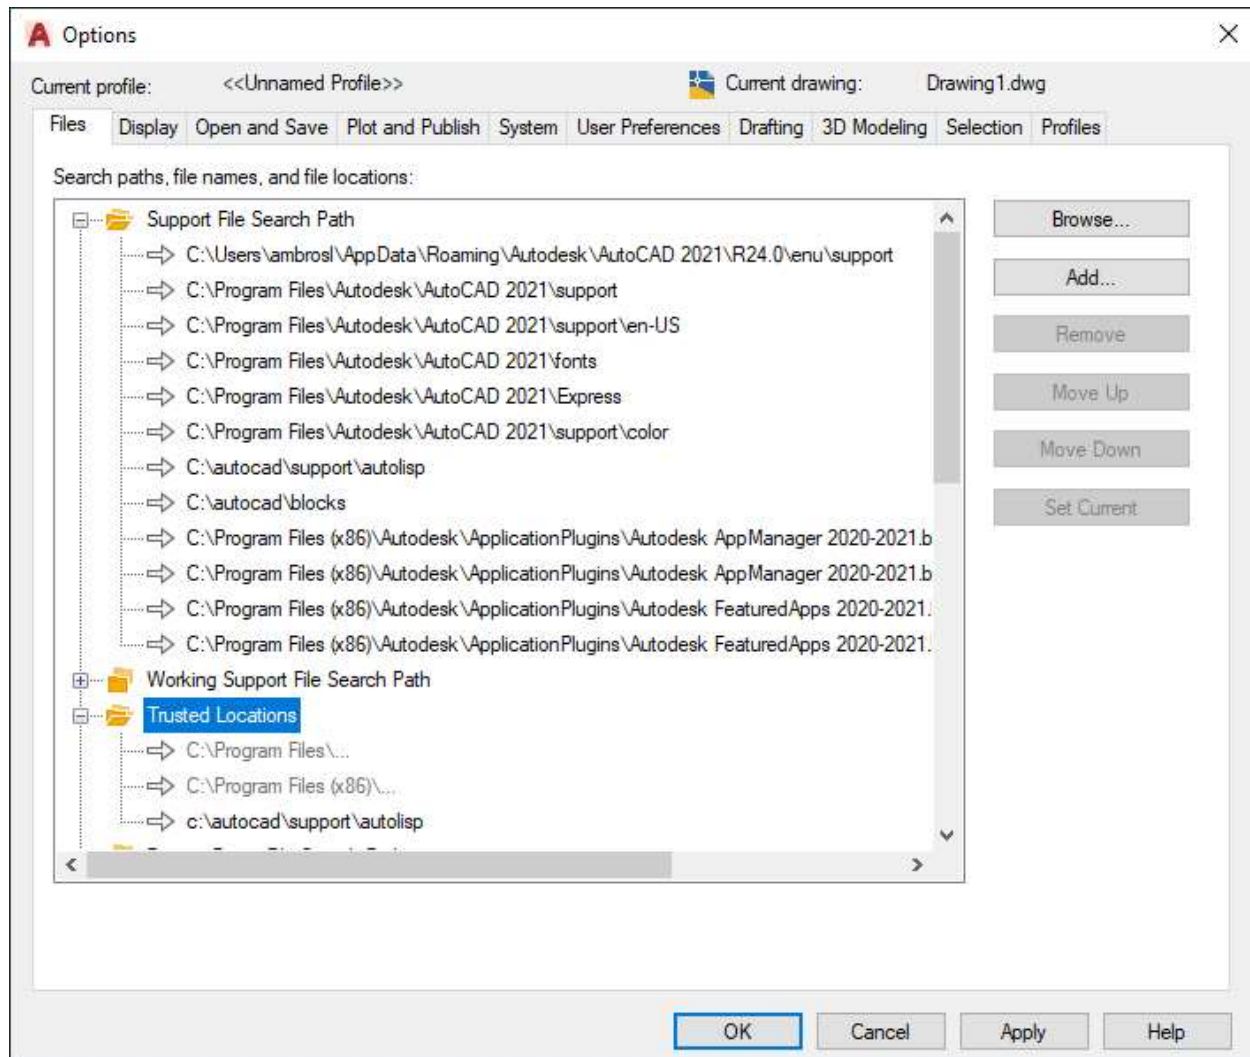 Options
Current profile: <<Unnamed Profile>> Current drawing: Drawing1.dwg
Files Display Open and Save Plot and Publish System User Preferences Drafting 3D Modeling Selection Profiles
Search paths, file names, and file locations:
Support File Search Path
C:\Users\ambrosl\AppData\Roaming\Autodesk\AutoCAD 2021\R24.0\enu\support
C:\Program Files\Autodesk\AutoCAD 2021\support
C:\Program Files\Autodesk\AutoCAD 2021\support\en-US
C:\Program Files\Autodesk\AutoCAD 2021\fonts
C:\Program Files\Autodesk\AutoCAD 2021\Express
C:\Program Files\Autodesk\AutoCAD 2021\support\color
C:\autocad\support\autolisp
C:\autocad\blocks
C:\Program Files (x86)\Autodesk\ApplicationPlugins\Autodesk AppManager 2020-2021.b
C:\Program Files (x86)\Autodesk\ApplicationPlugins\Autodesk AppManager 2020-2021.b
C:\Program Files (x86)\Autodesk\ApplicationPlugins\Autodesk FeaturedApps 2020-2021.
C:\Program Files (x86)\Autodesk\ApplicationPlugins\Autodesk FeaturedApps 2020-2021.
Working Support File Search Path
Trusted Locations
C:\Program Files\...
C:\Program Files (x86)\...
c:\autocad\support\autolisp
Browse...
Add...
Remove
Move Up
Move Down
Set Current
OK Cancel Apply Help